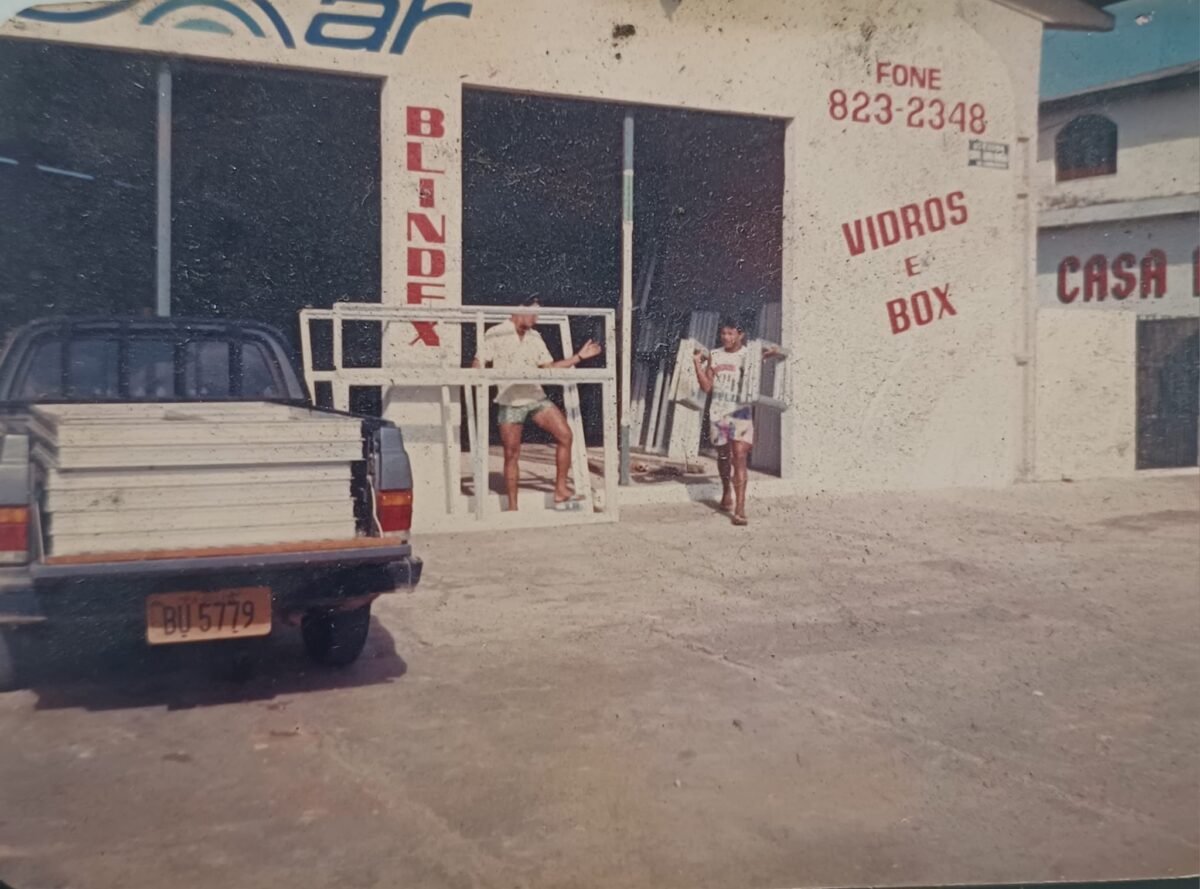 ar
BLINDEX
FONE
823-2348
VIDROS
E
BOX
CASA
BU 5779